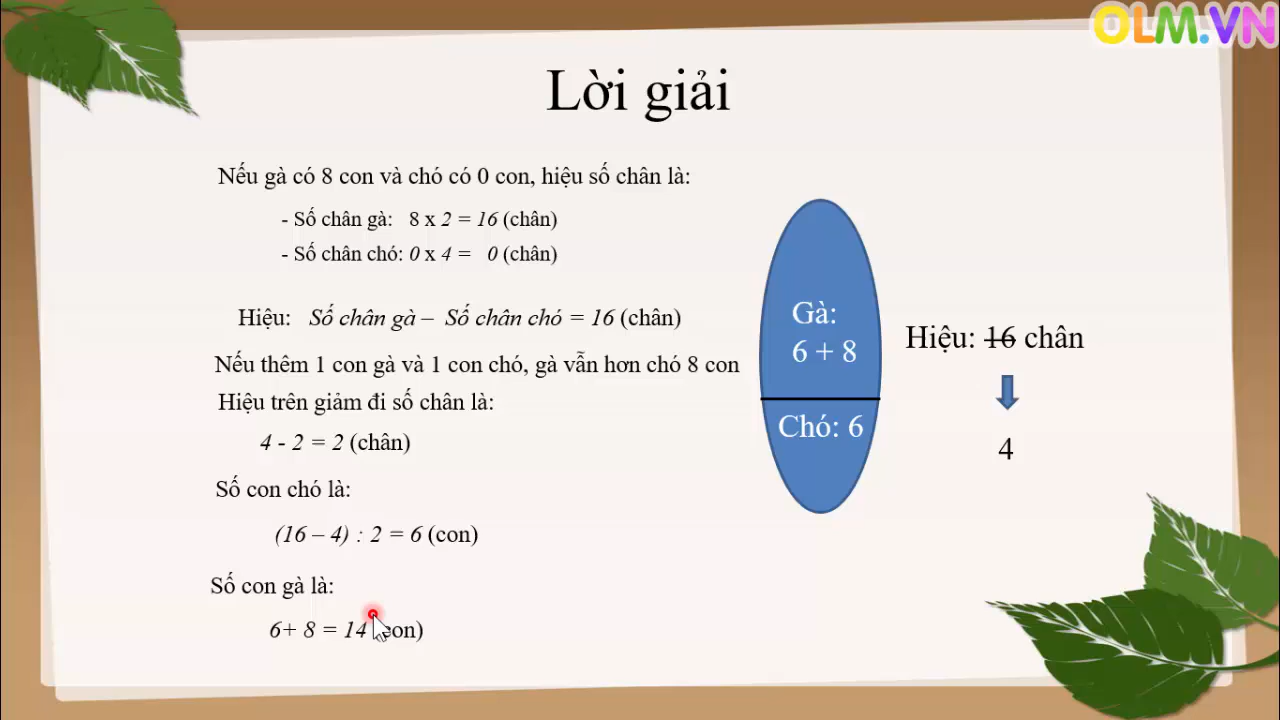 OLM.VN
Lời giải
Nếu gà có 8 con và chó có 0 con, hiệu số chân là:
- Số chân gà: 8 x 2 = 16 (chân)
- Số chân chó: 0 x 4 = 0 (chân)
Hiệu: Số chân gà – Số chân chó = 16 (chân)
Nếu thêm 1 con gà và 1 con chó, gà vẫn hơn chó 8 con
Hiệu trên giảm đi số chân là:
4 - 2 = 2 (chân)
Số con chó là:
(16 – 4) : 2 = 6 (con)
Số con gà là:
6+ 8 = 14 (con)
Gà:
6 + 8
Chó: 6
Hiệu: 16 chân
4